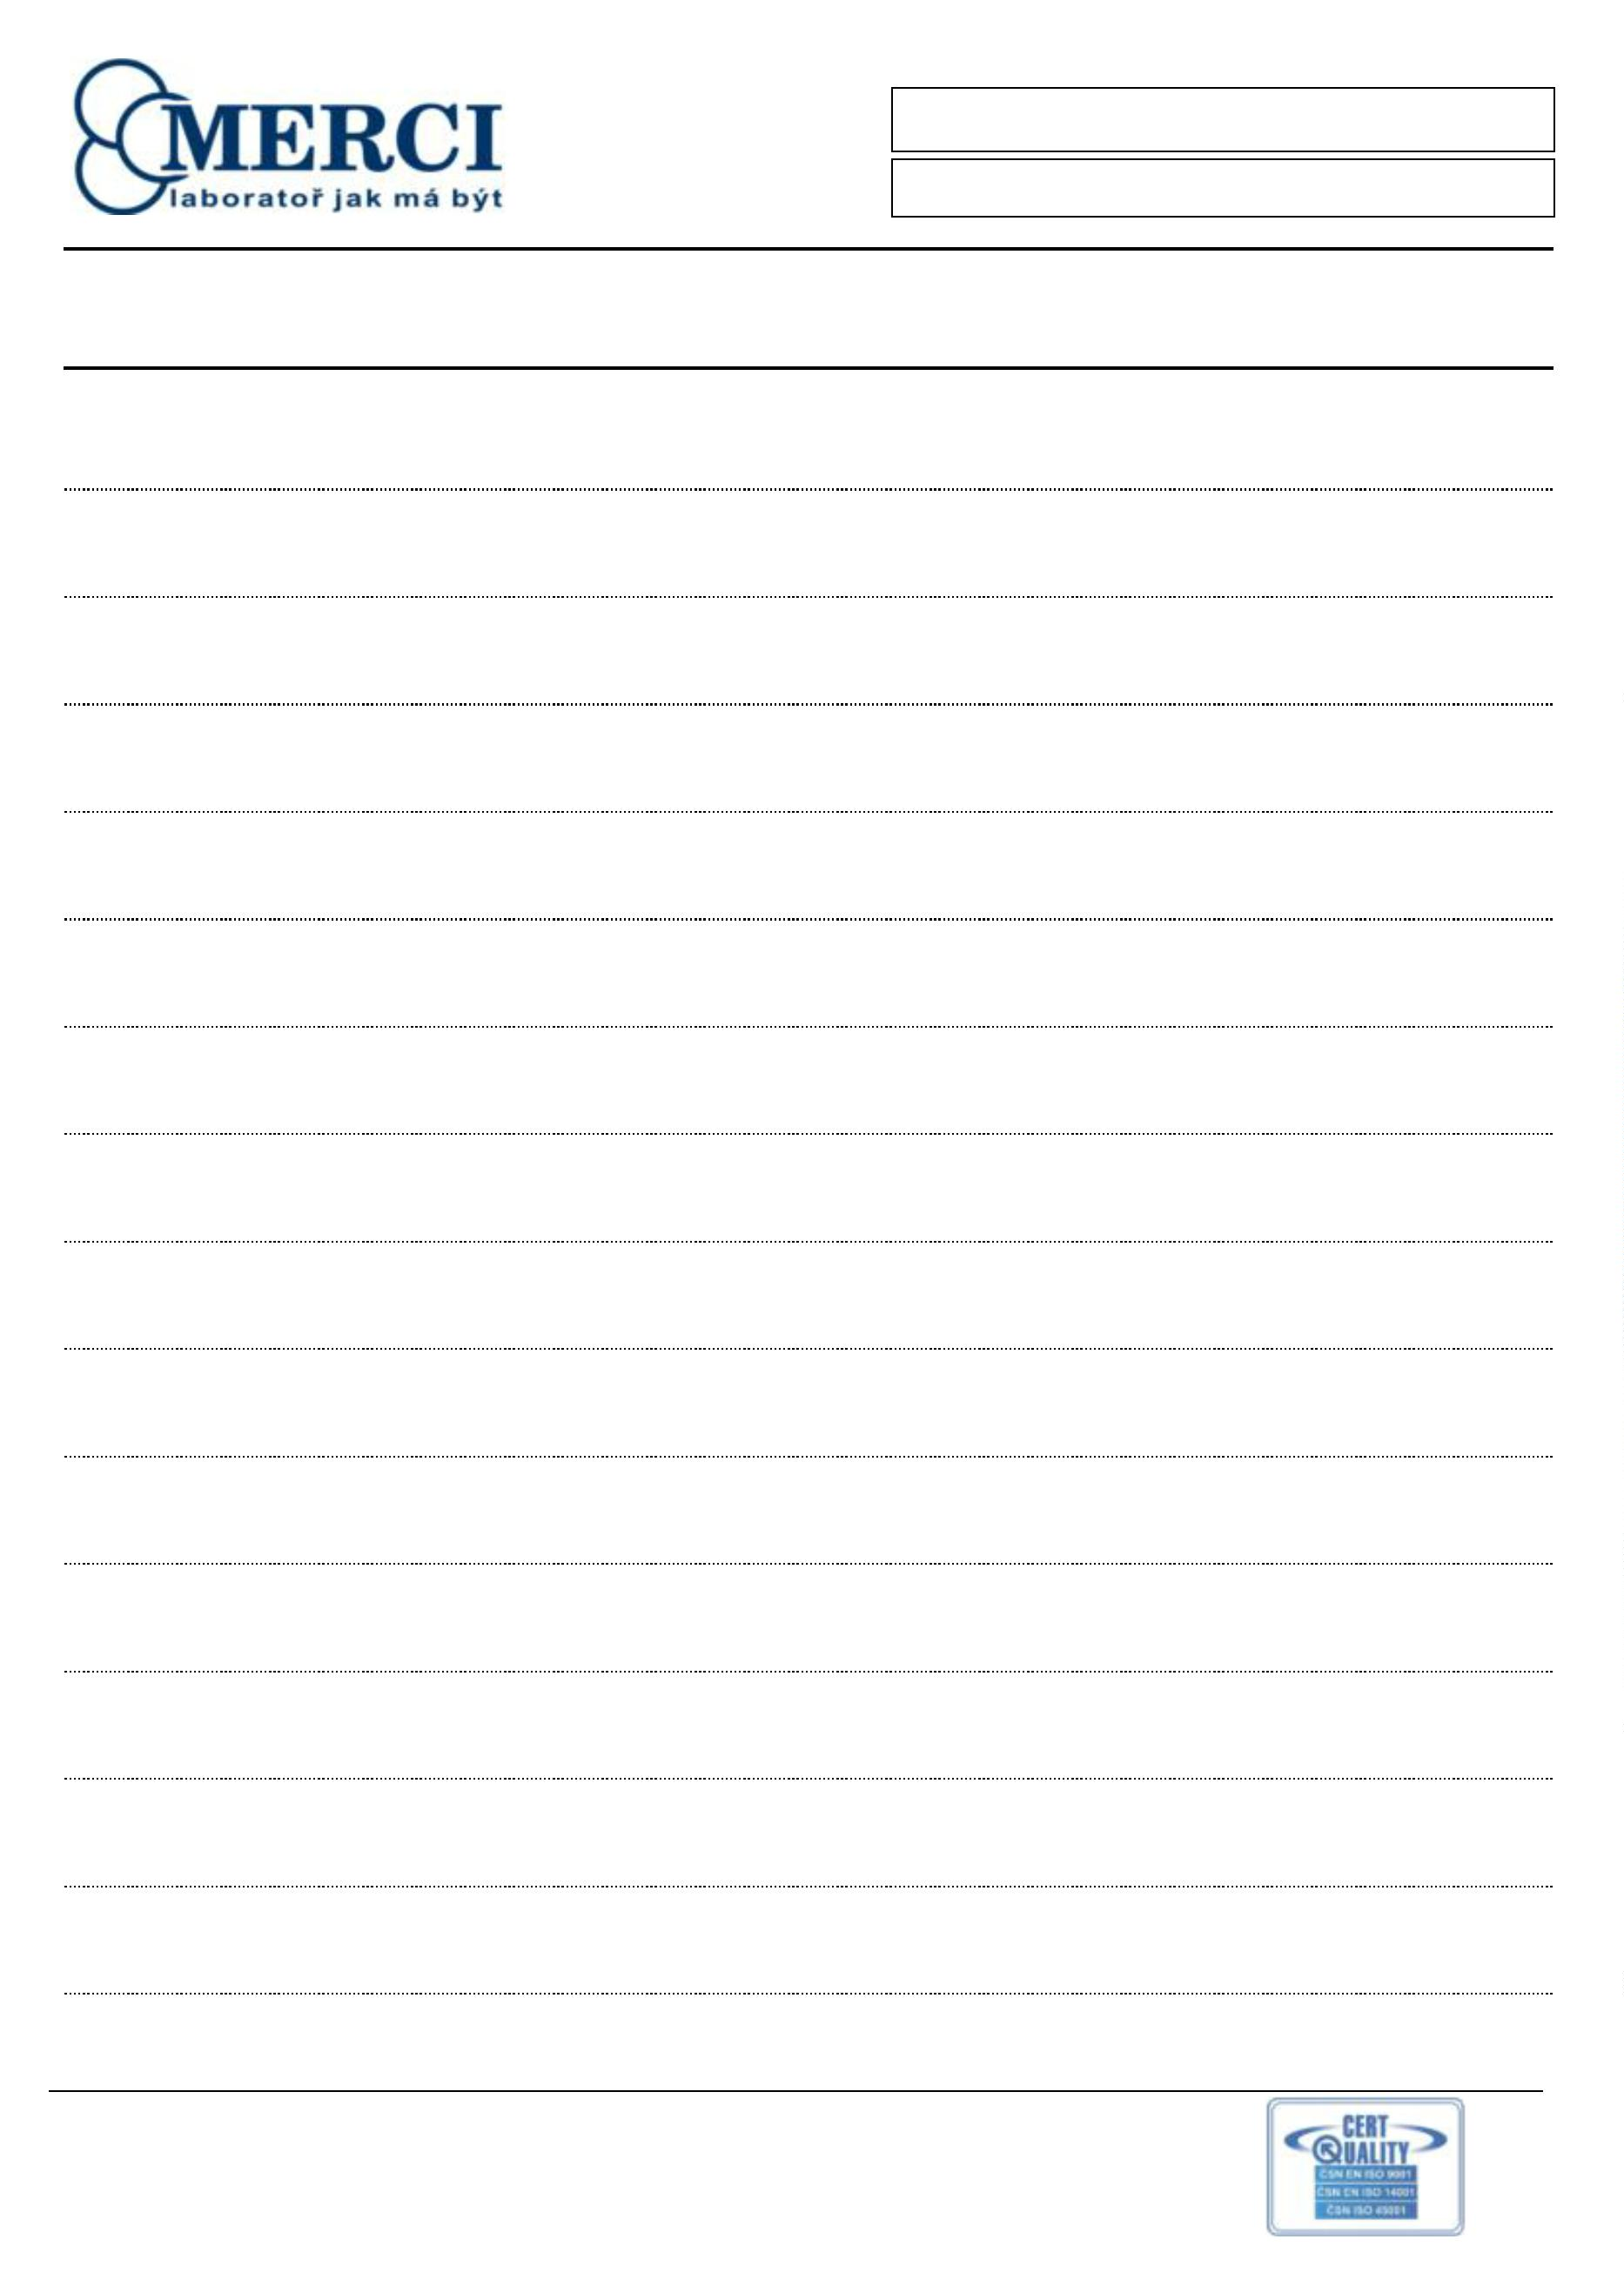 MERCI
laboratoř jak má být
CERT
QUALITY
ČSN EN ISO 9001
ČSN EN ISO 14001
ČSN ISO 45001